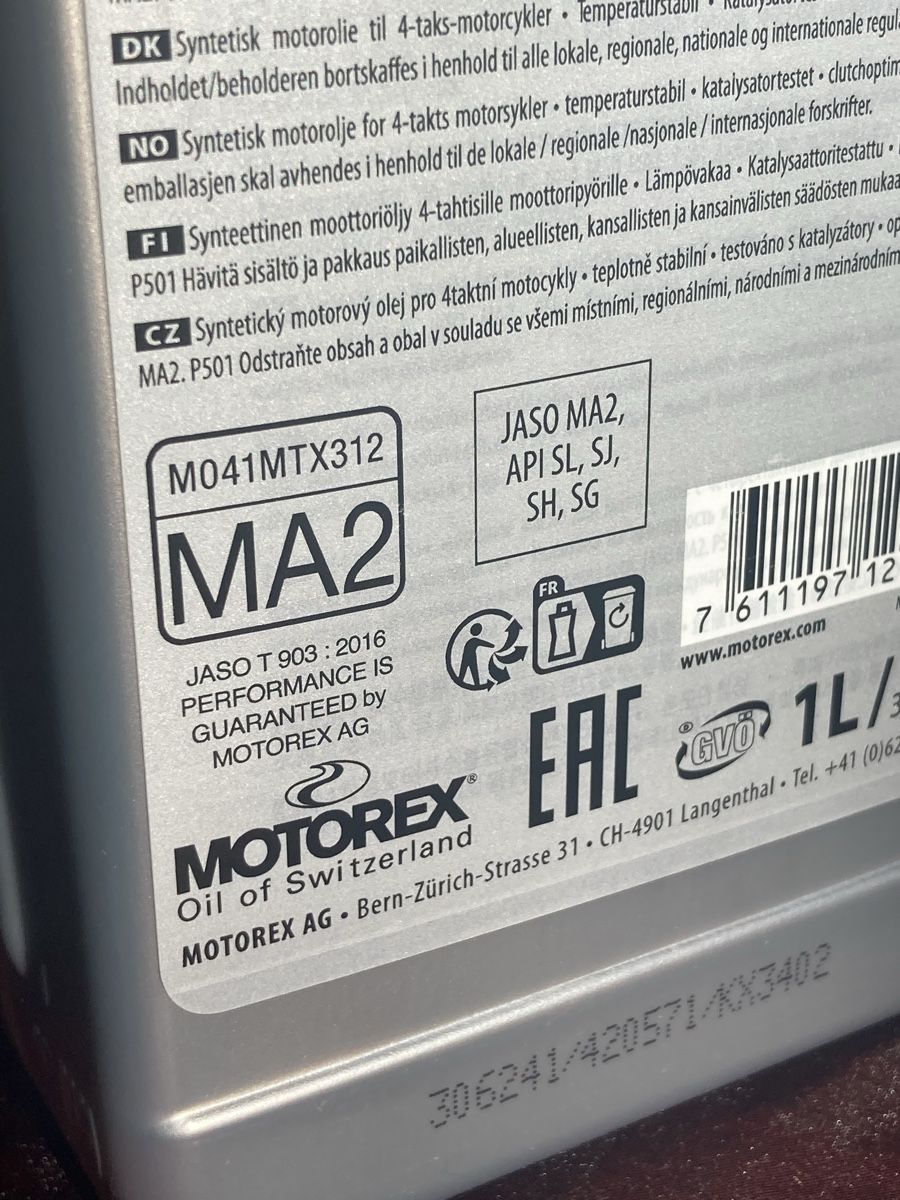 DK Syntetisk motorolie til 4-taks-motorcykler • Temperaturstabil •
Indholdet/beholderen bortskaffes i henhold til alle lokale, regionale, nationale og internationale
NO Syntetisk motorolje for 4-takts motorsykler • temperaturstabil • katalysatortestet •
emballasjen skal avhendes i henhold til de lokale / regionale /nasjonale / internasjonale forskrifter.
FI Synteettinen moottoriöljy 4-tahtisille moottoripyörille • Lämpövakaa • Katalysaattoritestattu •
P501 Hävitä sisältö ja pakkaus paikallisten, alueellisten, kansallisten ja kansainvälisten säädösten mukaa
CZ Syntetický motorový olej pro 4taktní motocykly • teplotně stabilní • testováno s katalyzátory •
MA2. P501 Odstraňte obsah a obal v souladu se všemi místními, regionálními, národními a mezinárodním
M041MTX312
MA2
JASO T 903 : 2016
PERFORMANCE IS
GUARANTEED by
MOTOREX AG
JASO MA2,
API SL, SJ,
SH, SG
FR
7 611197 12
www.motorex.com
EAC
GVÖ
1L/
MOTOREX®
Oil of Switzerland
MOTOREX AG • Bern-Zürich-Strasse 31 • CH-4901 Langenthal • Tel. +41 (0)62
306241/420571/KX3402